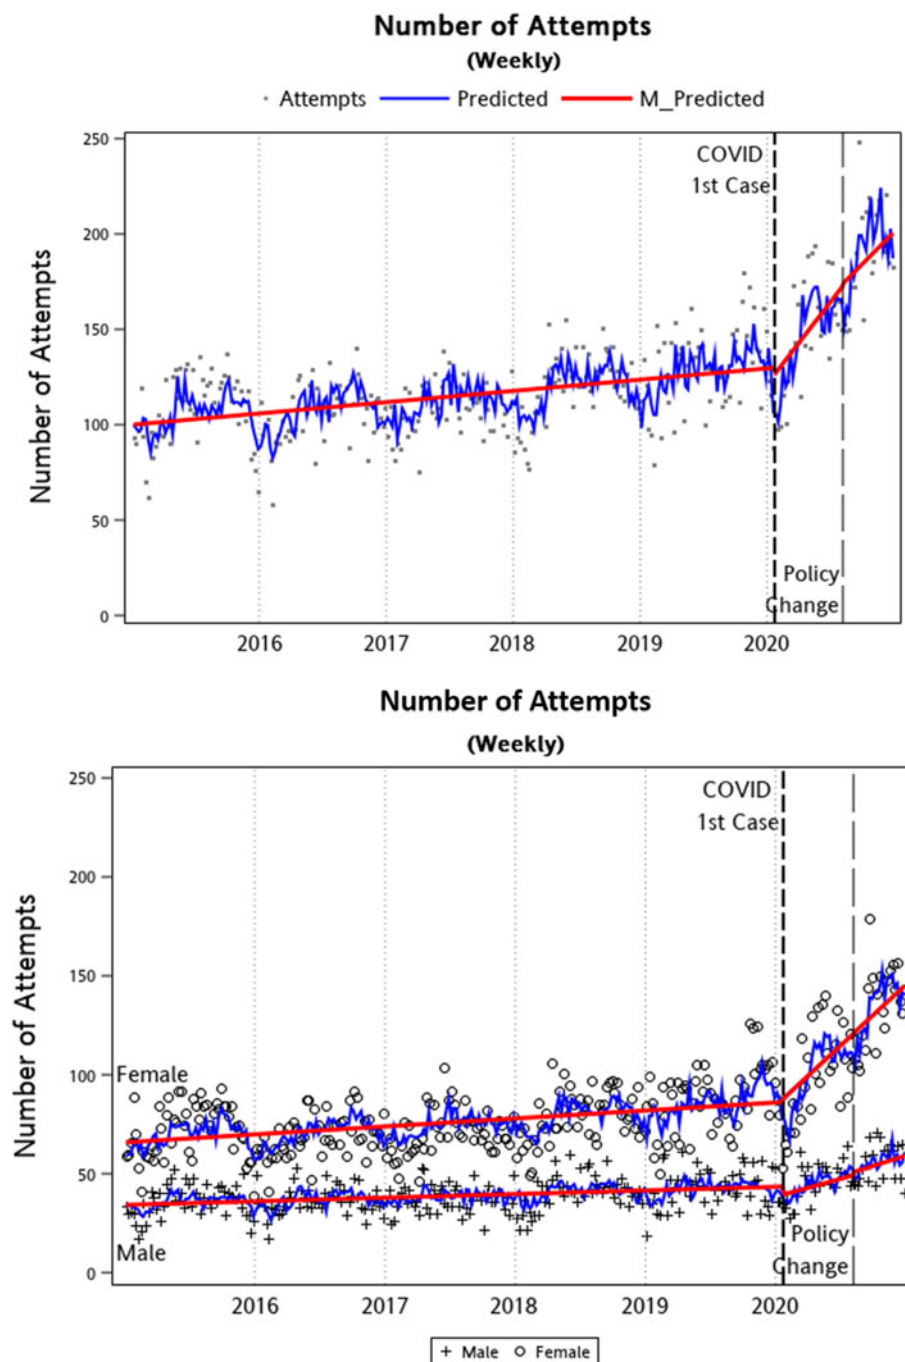 Number of Attempts
(Weekly)
Attempts Predicted M_Predicted
Number of Attempts
250
200
150
100
50
0
COVID
1st Case
Policy
Change
2016 2017 2018 2019 2020
Number of Attempts
(Weekly)
Number of Attempts
250
200
150
100
50
0
COVID
1st Case
Female
Male
Policy
Change
2016 2017 2018 2019 2020
+ Male o Female